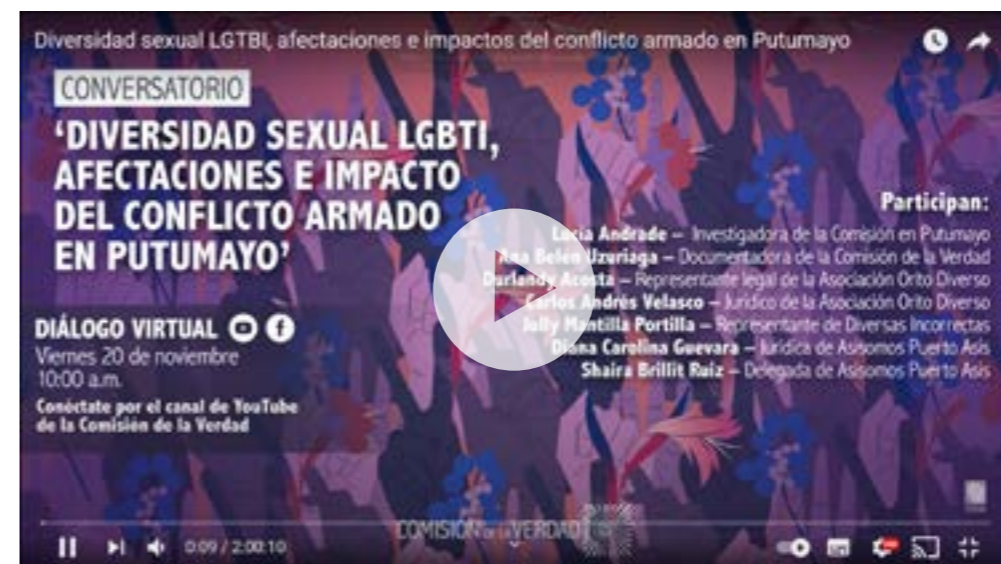 Diversidad sexual LGTBI, afectaciones e impactos del conflicto armado en Putumayo
CONVERSATORIO
‘DIVERSIDAD SEXUAL LGBTI,
AFECTACIONES E IMPACTO
DEL CONFLICTO ARMADO
EN PUTUMAYO’
DIÁLOGO VIRTUAL
Viernes 20 de noviembre
10:00 a.m.
Conéctate por el canal de YouTube
de la Comisión de la Verdad
Participan:
Lucía Andrade – Investigadora de la Comisión en Putumayo
Ana Belén Uzuriaga – Documentadora de la Comisión de la Verdad
Durlandy Acosta – Representante legal de la Asociación Orito Diverso
Carlos Andrés Velasco – Jurídico de la Asociación Orito Diverso
Jully Mantilla Portilla – Representante de Diversas Incorrectas
Diana Carolina Guevara – Jurídica de Asisomos Puerto Asís
Shaira Brillit Ruiz – Delegada de Asisomos Puerto Asís
COMISIÓN DE LA VERDAD
0:09 / 2:00:10